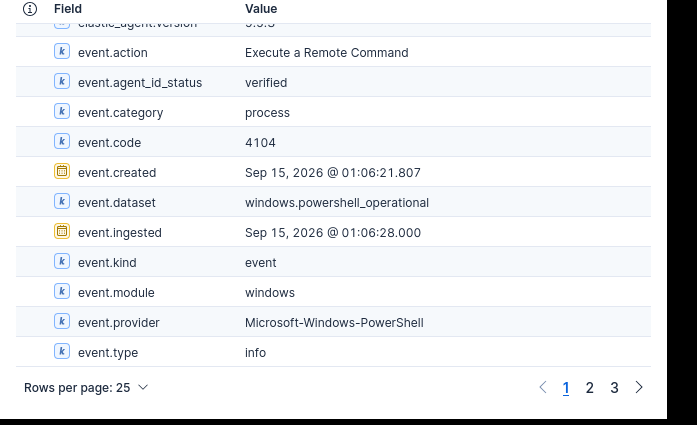 Field Value
elastic_agent.version
event.action Execute a Remote Command
event.agent_id_status verified
event.category process
event.code 4104
event.created Sep 15, 2026 @ 01:06:21.807
event.dataset windows.powershell_operational
event.ingested Sep 15, 2026 @ 01:06:28.000
event.kind event
event.module windows
event.provider Microsoft-Windows-PowerShell
event.type info
Rows per page: 25 1 2 3